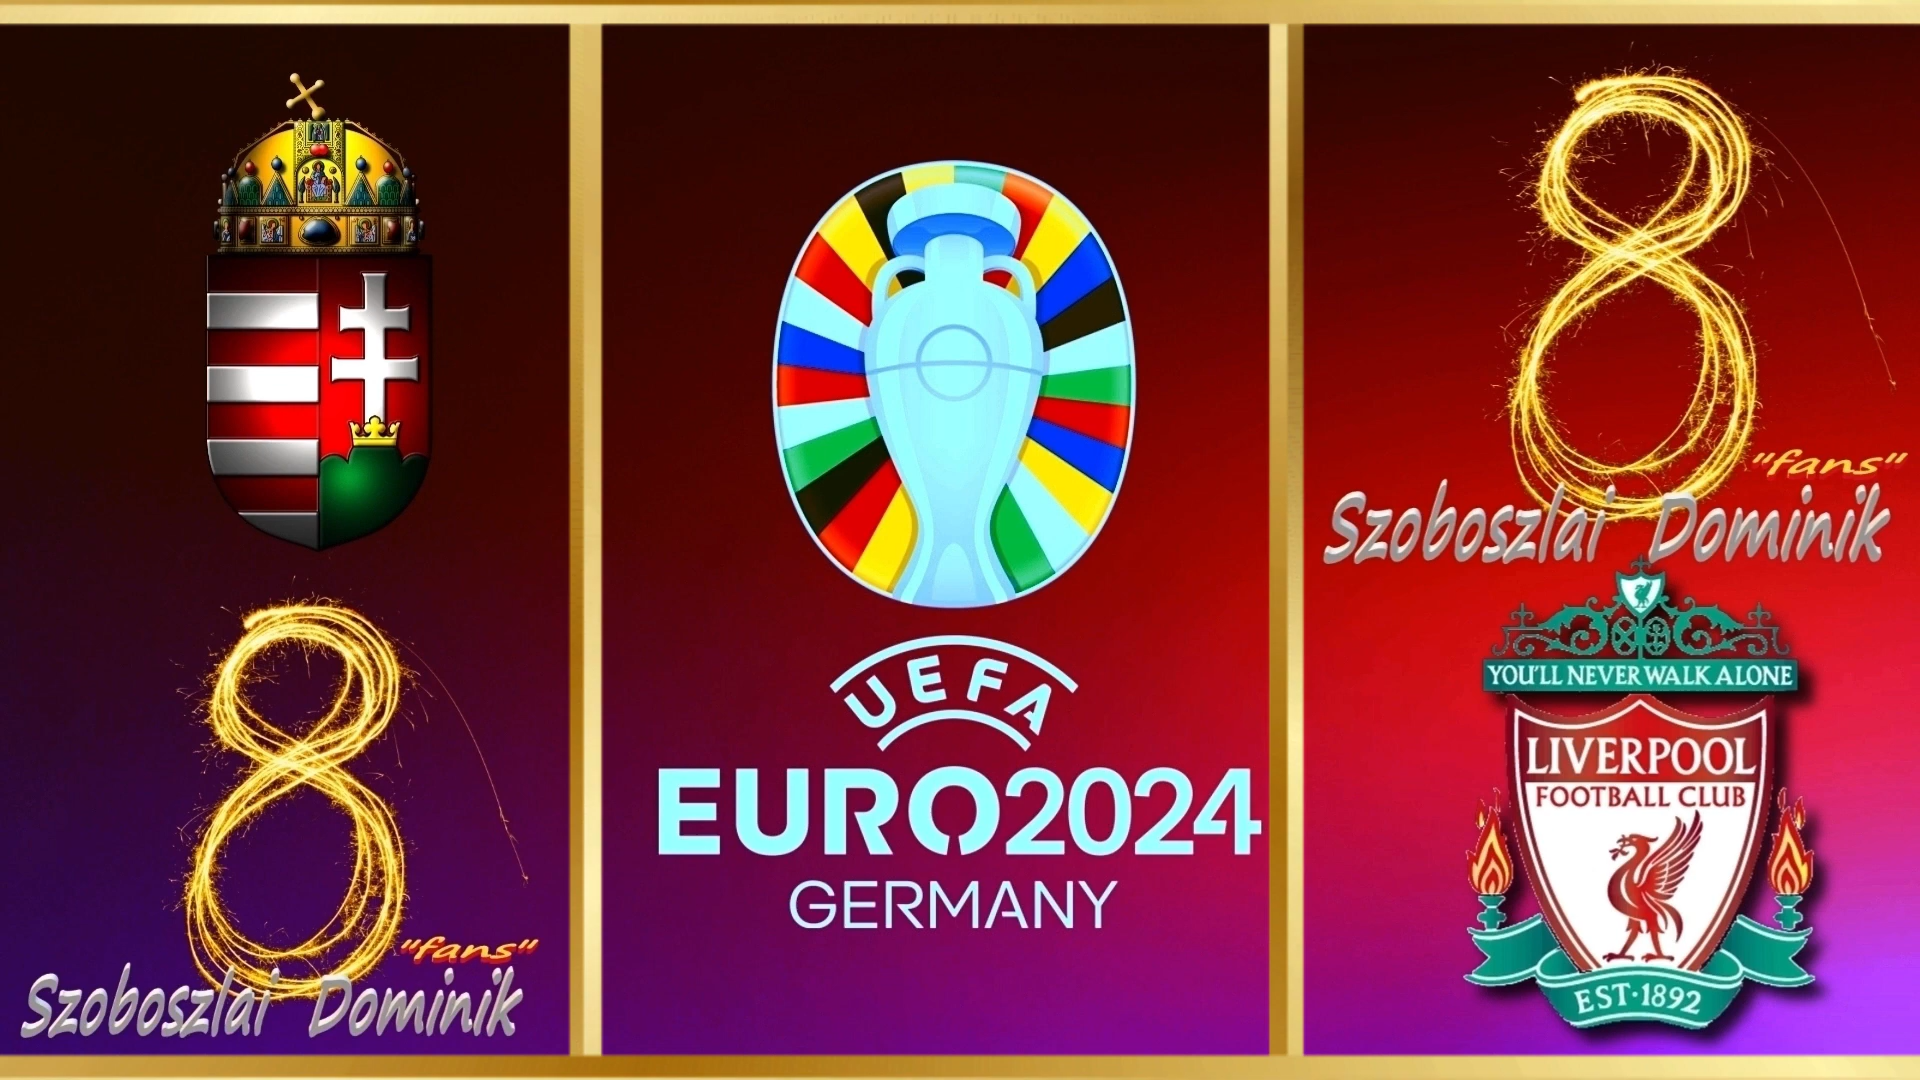 8
"fans"
Szoboszlai Dominik
UEFA
EURO2024
GERMANY
8
"fans"
Szoboszlai Dominik
YOU'LL NEVER WALK ALONE
LIVERPOOL
FOOTBALL CLUB
EST·1892